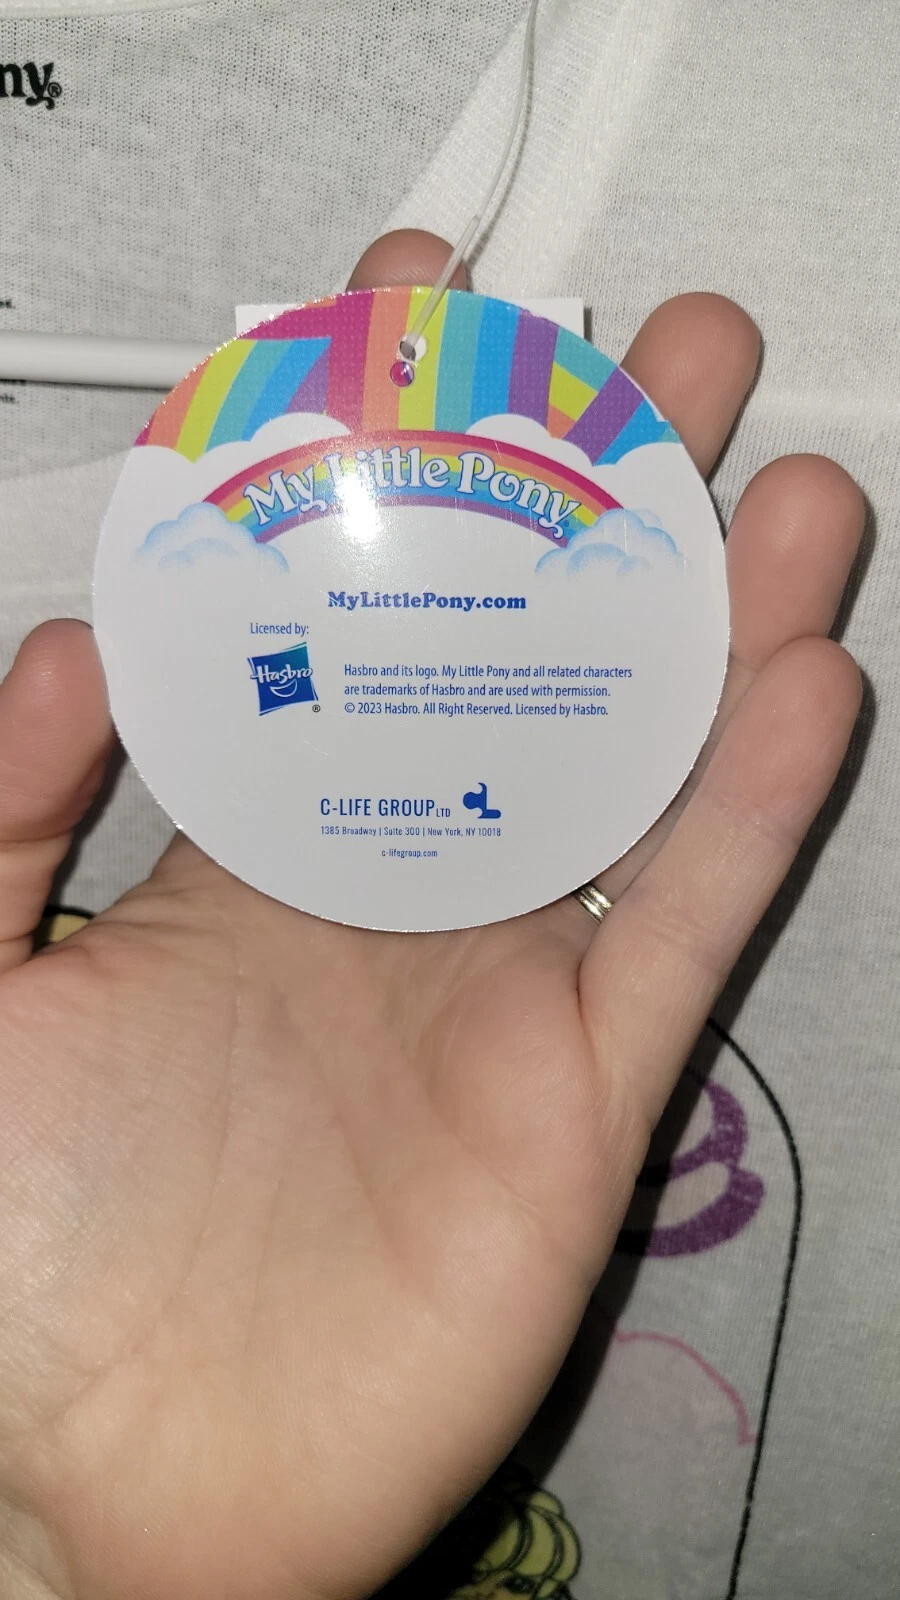 ny®
My Little Pony
MyLittlePony.com
Licensed by:
Hasbro
®
Hasbro and its logo. My Little Pony and all related characters
are trademarks of Hasbro and are used with permission.
© 2023 Hasbro. All Right Reserved. Licensed by Hasbro.
C-LIFE GROUP LTD CL
1385 Broadway | Suite 300 | New York, NY 10018
c-lifegroup.com